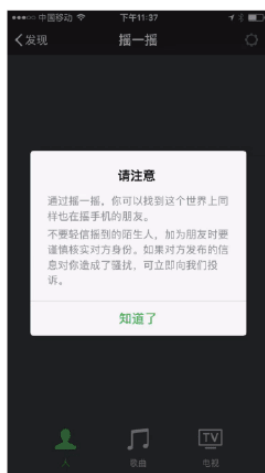 中国移动 下午11:37
发现 摇一摇
请注意
通过摇一摇，你可以找到这个世界上同
样也在摇手机的朋友。
不要轻信摇到的陌生人，加为朋友时要
谨慎核实对方身份。如果对方发布的信
息对你造成了骚扰，可立即向我们投
诉。
知道了
TV
人 歌曲 电视